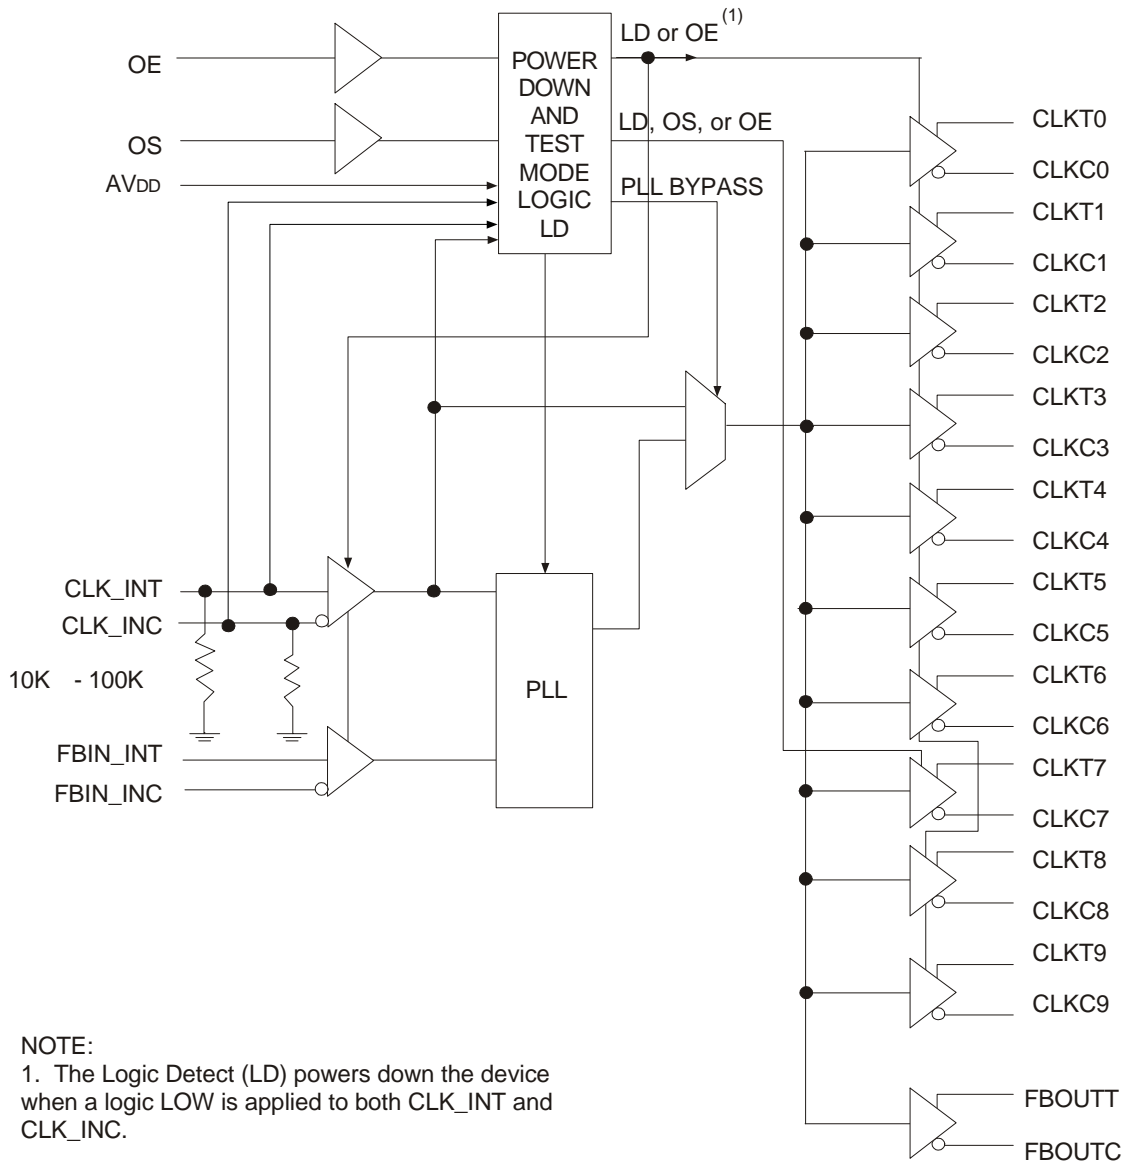 LD or OE (1)
OE
POWER
DOWN
AND
TEST
MODE
LOGIC
LD
OS
LD, OS, or OE
AVDD
PLL BYPASS
CLKT0
CLKC0
CLKT1
CLKC1
CLKT2
CLKC2
CLKT3
CLKC3
CLKT4
CLKC4
CLKT5
CLKC5
CLKT6
CLKC6
CLKT7
CLKC7
CLKT8
CLKC8
CLKT9
CLKC9
FBOUTT
FBOUTC
CLK_INT
CLK_INC
10K - 100K
PLL
FBIN_INT
FBIN_INC
NOTE:
1. The Logic Detect (LD) powers down the device
when a logic LOW is applied to both CLK_INT and
CLK_INC.